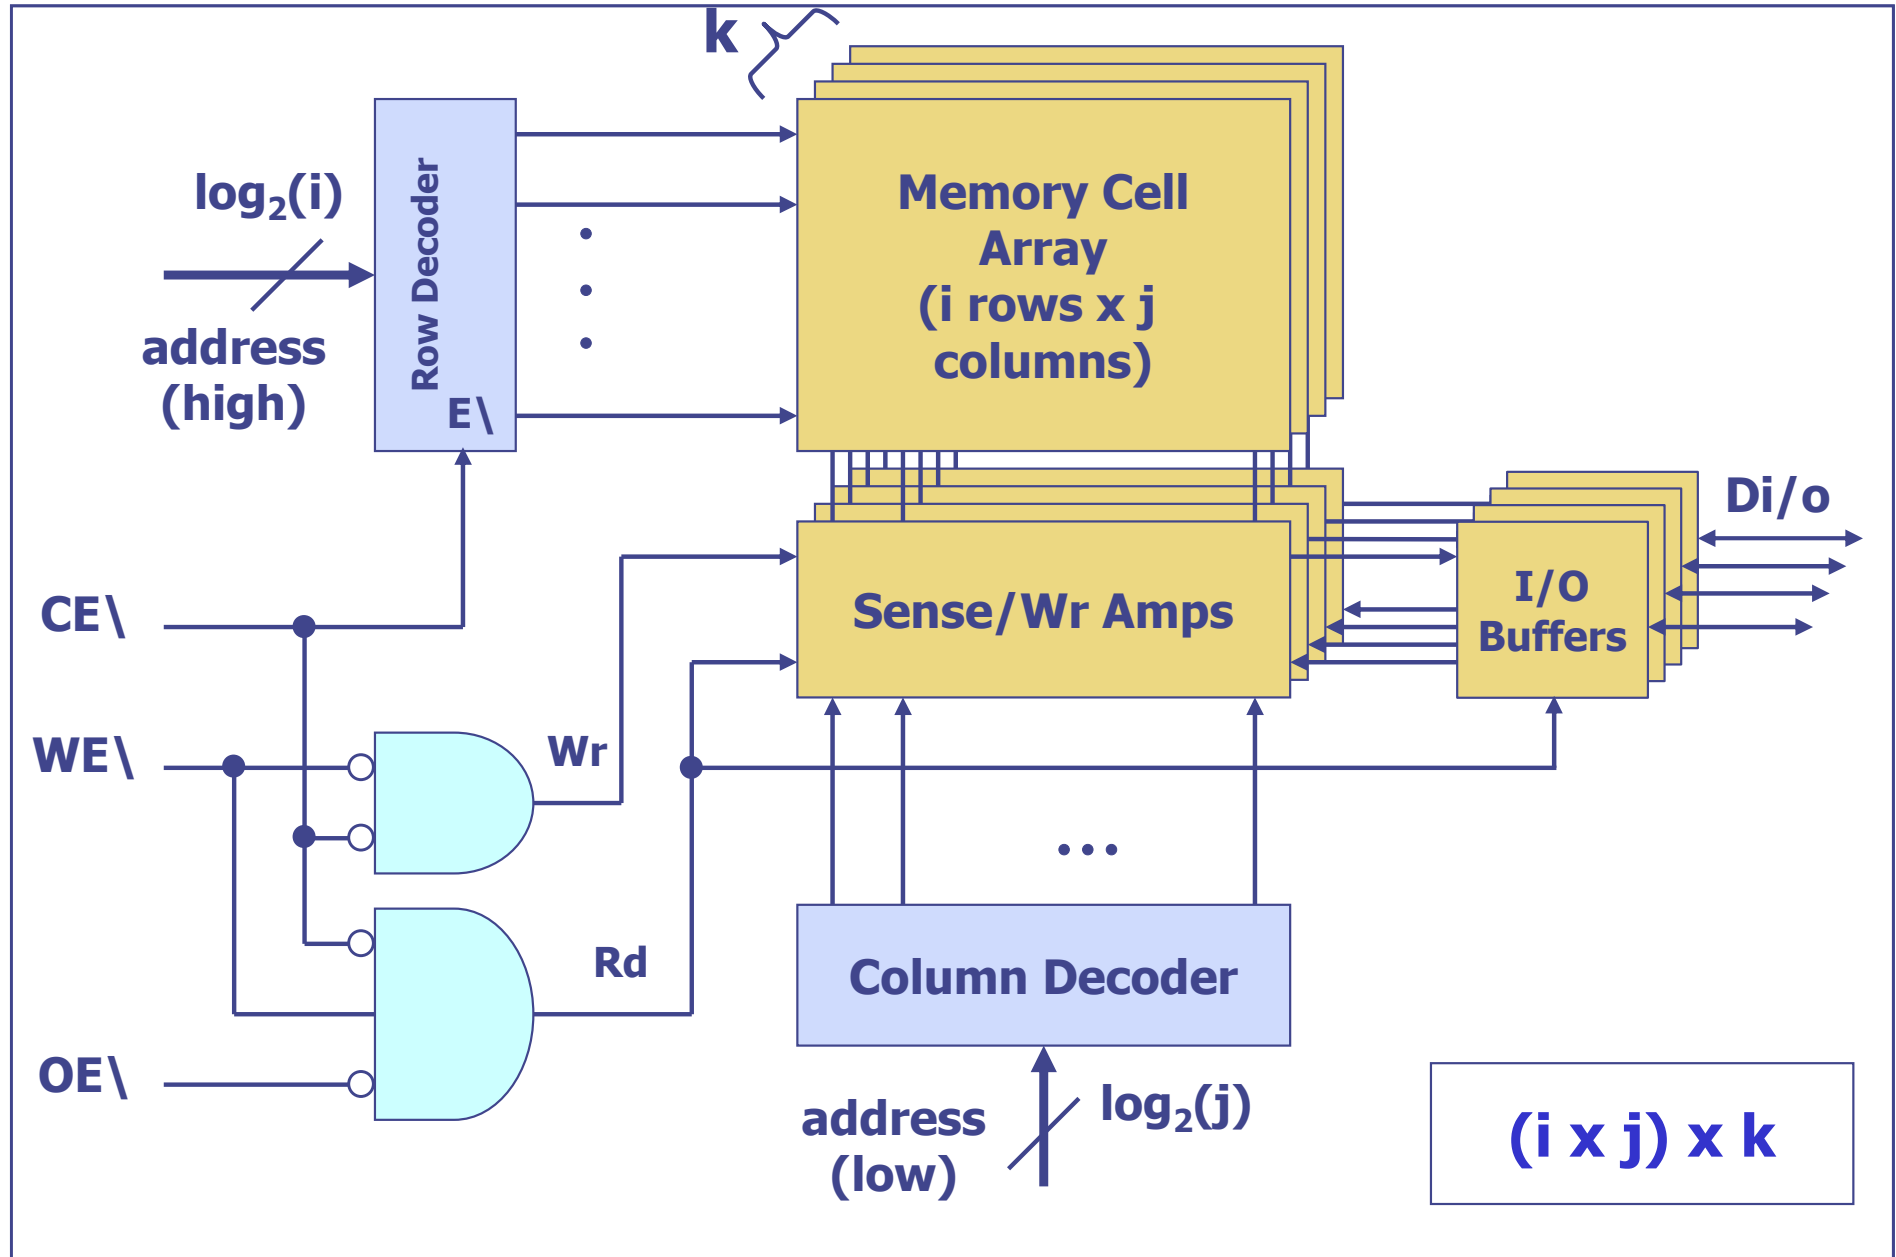 k
log₂(i)
address
(high)
Row Decoder
E\
Memory Cell
Array
(i rows x j
columns)
Di/o
I/O
Buffers
Sense/Wr Amps
CE\
WE\
Wr
...
Rd
Column Decoder
OE\
address
(low)
log₂(j)
(i x j) x k